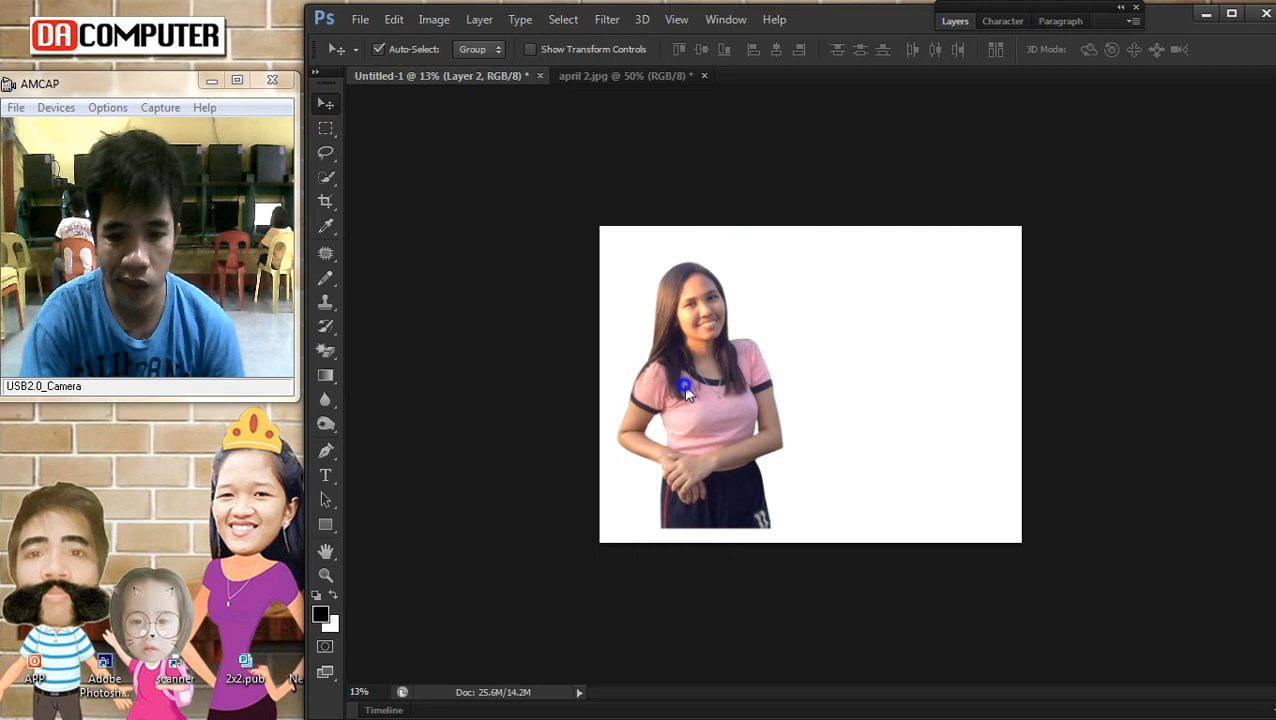 DA COMPUTER
AMCAP
File Devices Options Capture Help
USB2.0_Camera
APP
Adobe
Photosh...
scanner
2x2.pub
Ne
Ps File Edit Image Layer Type Select Filter 3D View Window Help
Layers Character Paragraph
Auto-Select: Group Show Transform Controls 3D Mode:
Untitled-1 @ 13% (Layer 2, RGB/8) * × april 2.jpg @ 50% (RGB/8) * ×
T
13% Doc: 25.6M/14.2M
Timeline